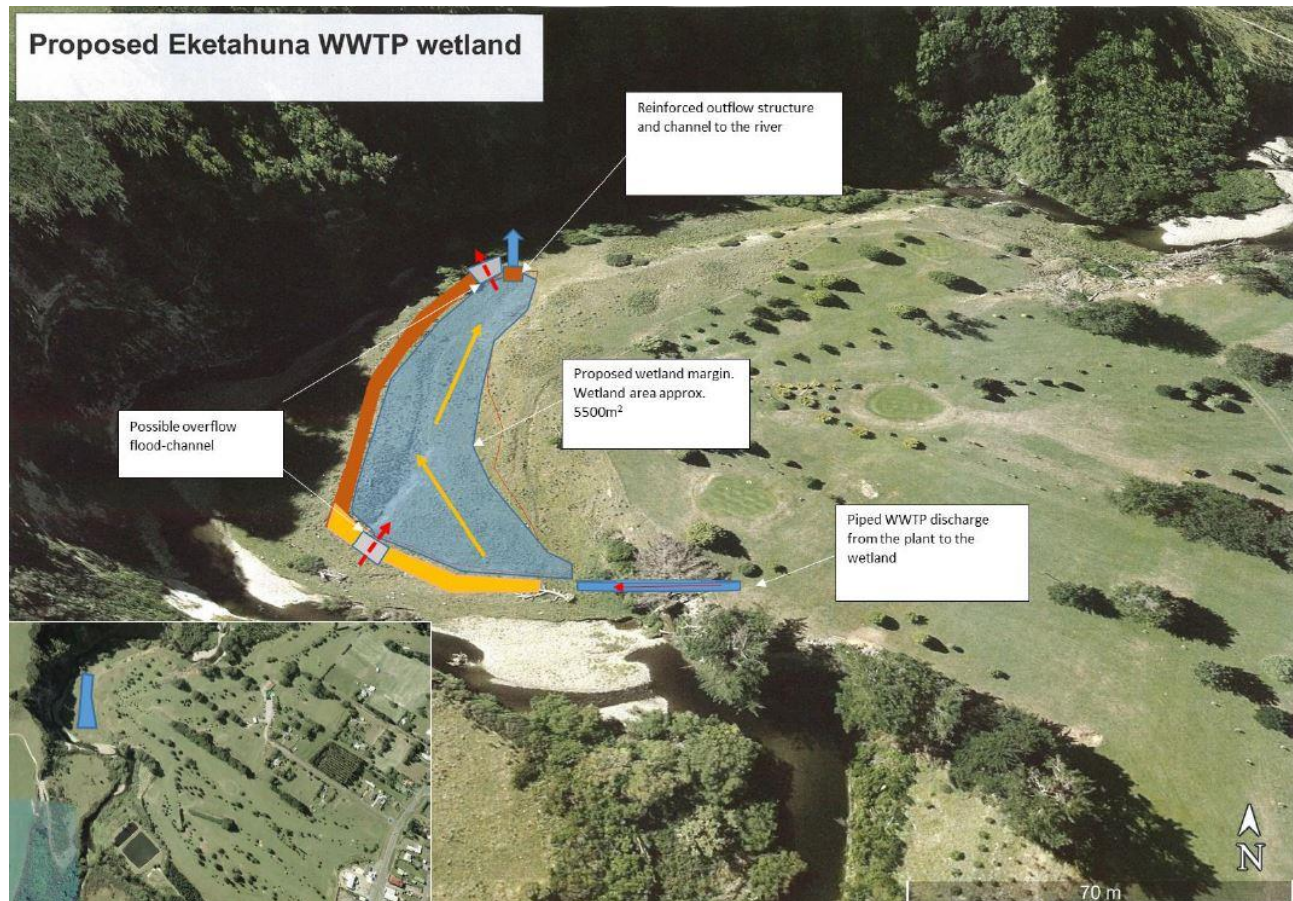 Proposed Eketahuna WWTP wetland
Reinforced outflow structure
and channel to the river
Proposed wetland margin.
Wetland area approx.
5500m²
Possible overflow
flood-channel
Piped WWTP discharge
from the plant to the
wetland
N
70 m